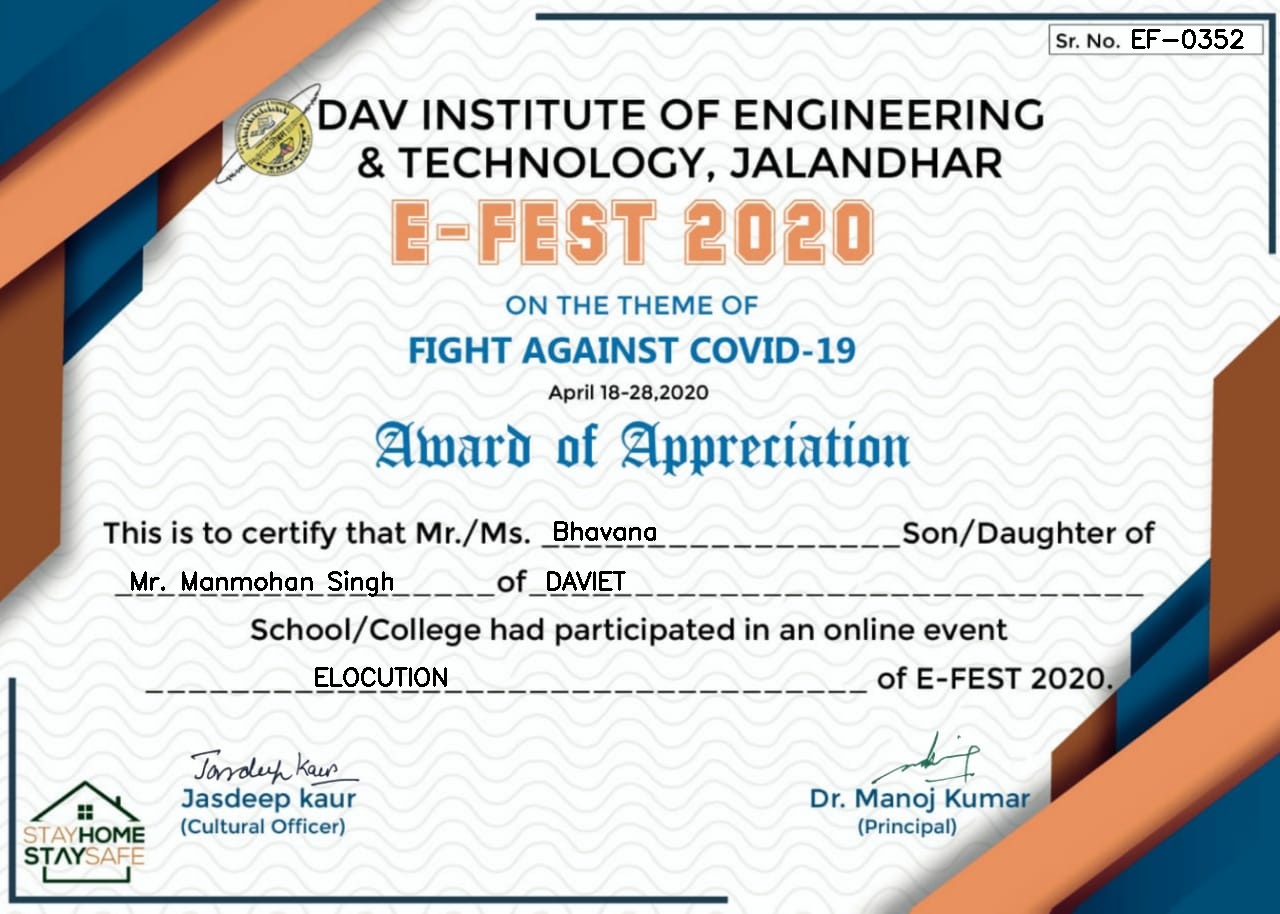 Sr. No. EF-0352
DAV INSTITUTE OF ENGINEERING
& TECHNOLOGY, JALANDHAR
E-FEST 2020
ON THE THEME OF
FIGHT AGAINST COVID-19
April 18-28,2020
Award of Appreciation
This is to certify that Mr./Ms. Bhavana Son/Daughter of
Mr. Manmohan Singh of DAVIET
School/College had participated in an online event
ELOCUTION of E-FEST 2020.
Jasdeep Kaur
Jasdeep kaur
(Cultural Officer)
Dr. Manoj Kumar
(Principal)
STAYHOME
STAYSAFE